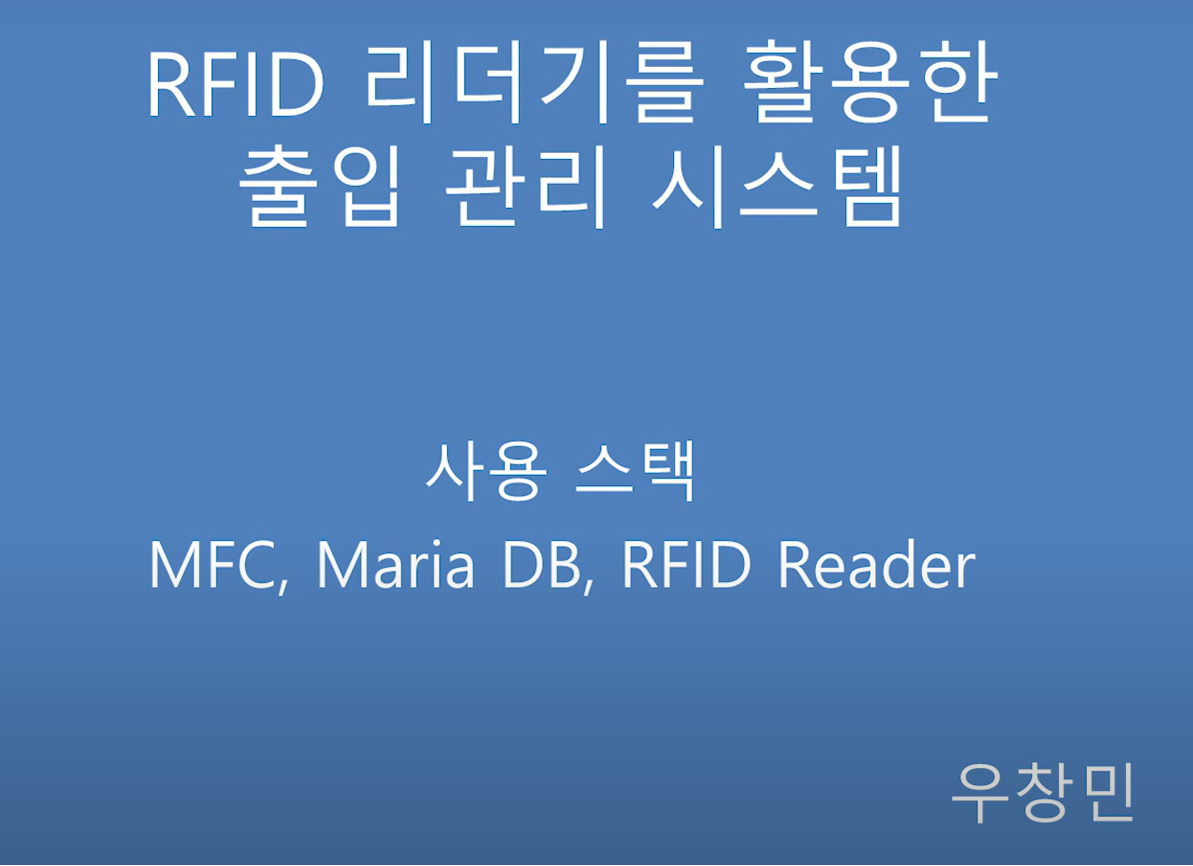 RFID 리더기를 활용한
출입 관리 시스템
사용 스택
MFC, Maria DB, RFID Reader
우창민